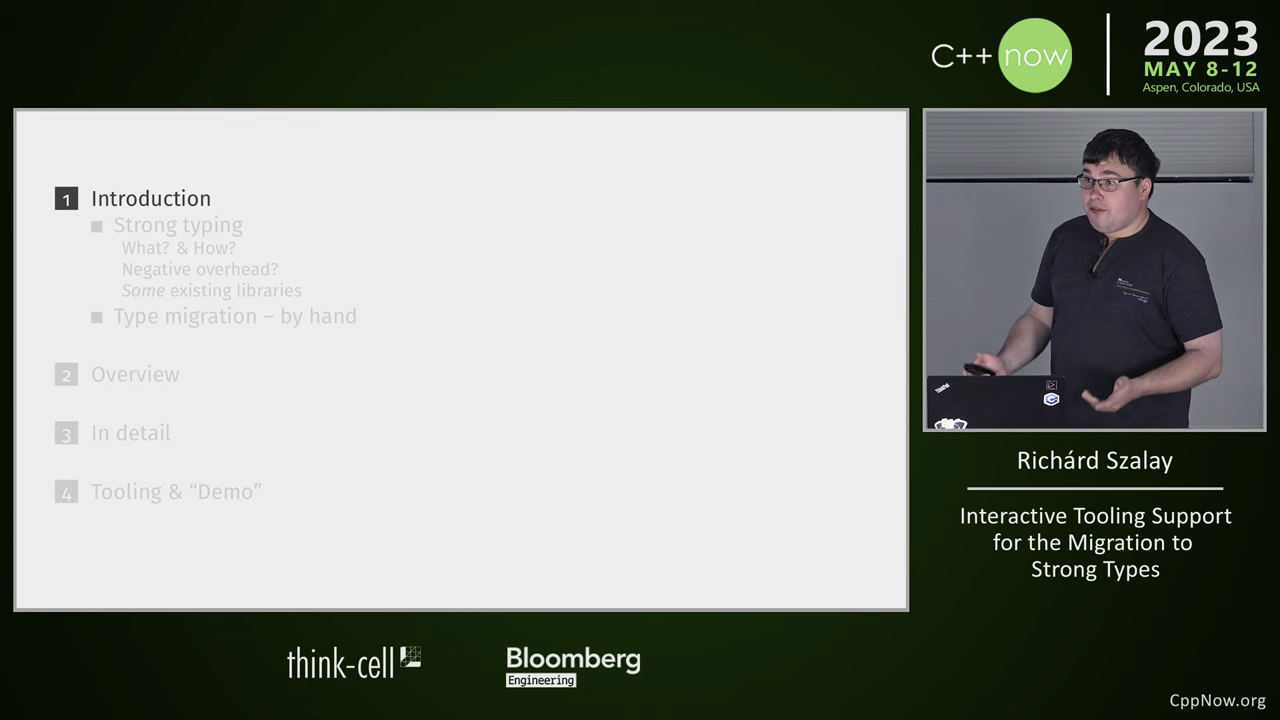 C++ now
2023
MAY 8-12
Aspen, Colorado, USA
1 Introduction
Strong typing
What? & How?
Negative overhead?
Some existing libraries
Type migration – by hand
2 Overview
3 In detail
4 Tooling & “Demo”
ThinkPad
Richárd Szalay
Interactive Tooling Support
for the Migration to
Strong Types
think-cell
Bloomberg
Engineering
CppNow.org